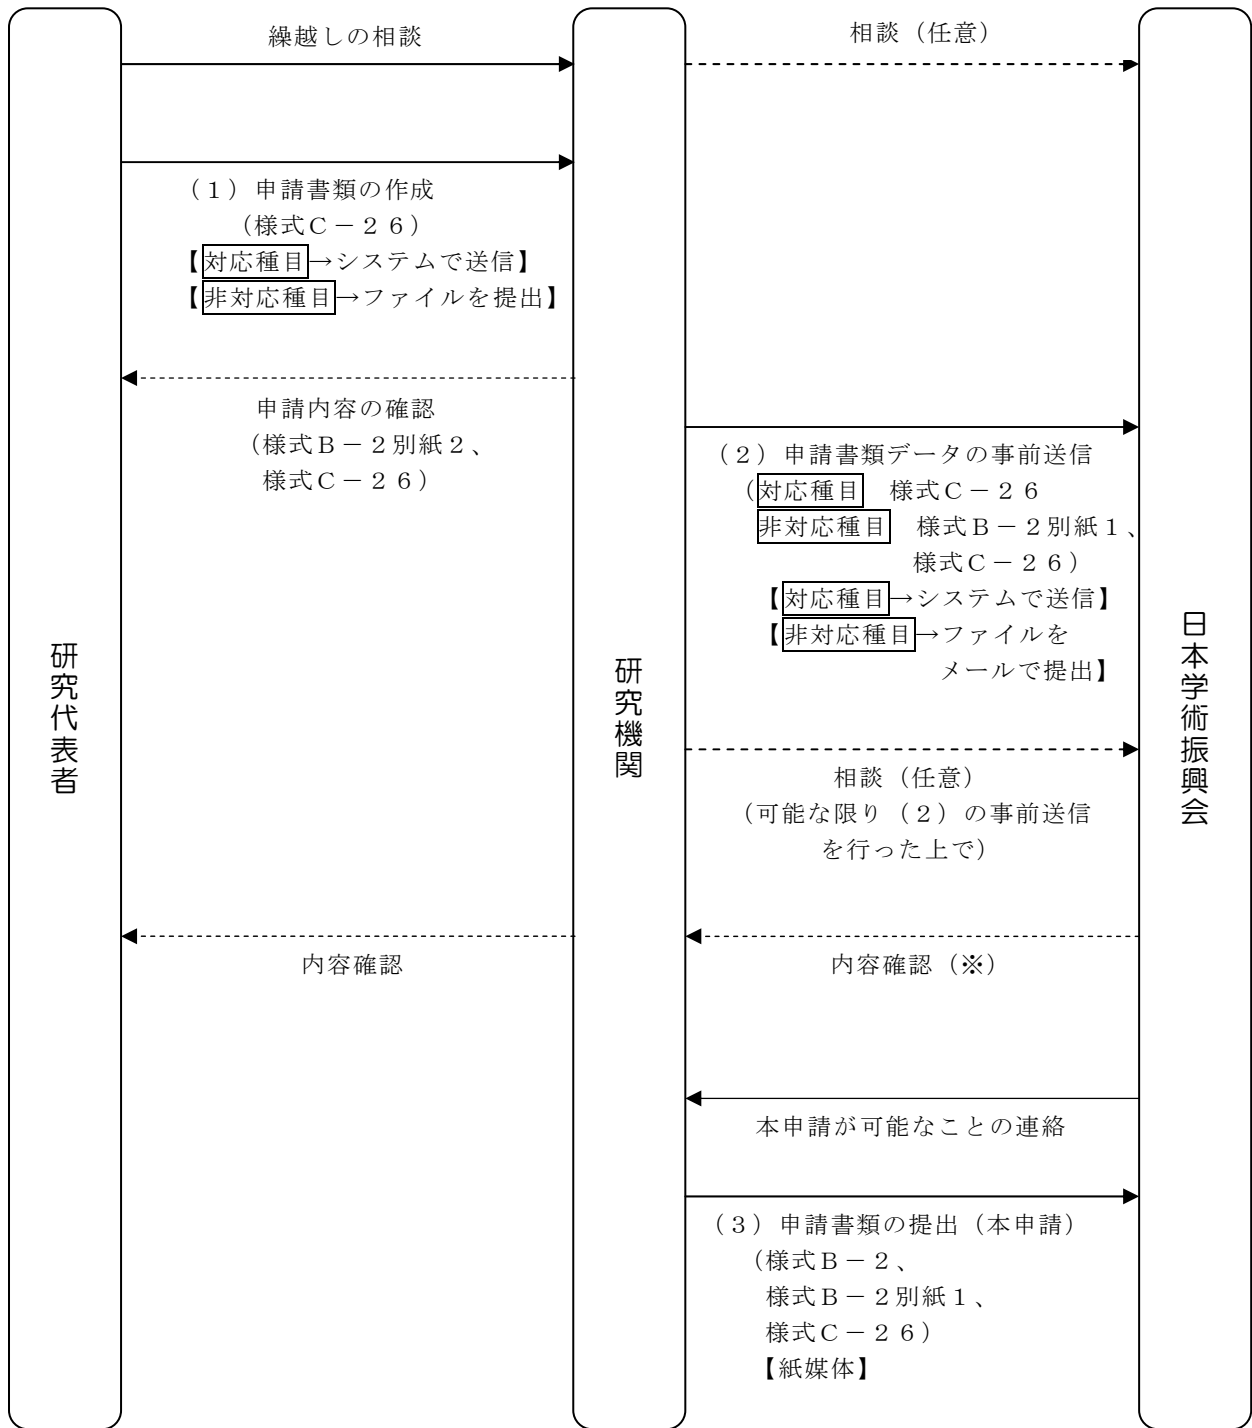 繰越しの相談
相談（任意）
（１）申請書類の作成
（様式Ｃ－２６）
【対応種目→システムで送信】
【非対応種目→ファイルを提出】
申請内容の確認
（様式Ｂ－２別紙２、
様式Ｃ－２６）
（２）申請書類データの事前送信
（対応種目　様式Ｃ－２６
非対応種目　様式Ｂ－２別紙１、
様式Ｃ－２６）
【対応種目→システムで送信】
【非対応種目→ファイルを
メールで提出】
研究代表者
研究機関
日本学術振興会
相談（任意）
（可能な限り（２）の事前送信
を行った上で）
内容確認
内容確認（※）
本申請が可能なことの連絡
（３）申請書類の提出（本申請）
（様式Ｂ－２、
様式Ｂ－２別紙１、
様式Ｃ－２６）
【紙媒体】